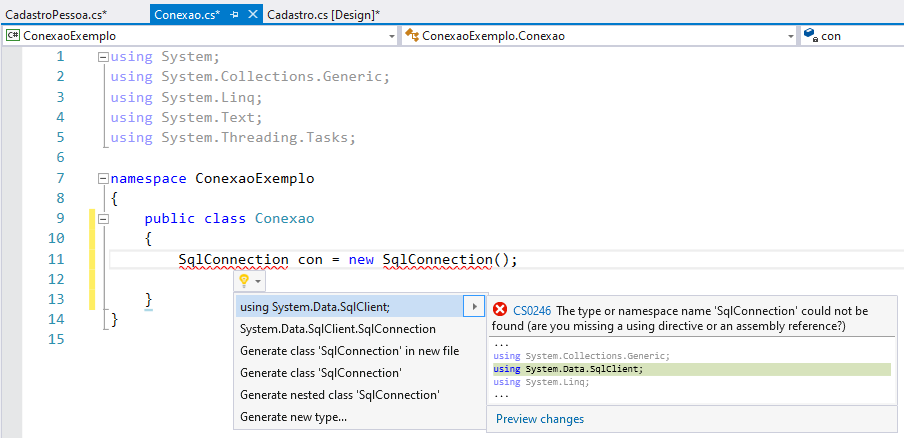 CadastroPessoa.cs* Conexao.cs* Cadastro.cs [Design]*
C# ConexaoExemplo ConexaoExemplo.Conexao con
1 using System;
2 using System.Collections.Generic;
3 using System.Linq;
4 using System.Text;
5 using System.Threading.Tasks;
6
7 namespace ConexaoExemplo
8 {
9 public class Conexao
10 {
11 SqlConnection con = new SqlConnection();
12
13 }
14 }
15
using System.Data.SqlClient;
System.Data.SqlClient.SqlConnection
Generate class 'SqlConnection' in new file
Generate class 'SqlConnection'
Generate nested class 'SqlConnection'
Generate new type...
CS0246 The type or namespace name 'SqlConnection' could not be
found (are you missing a using directive or an assembly reference?)
...
using System.Collections.Generic;
using System.Data.SqlClient;
using System.Linq;
...
Preview changes